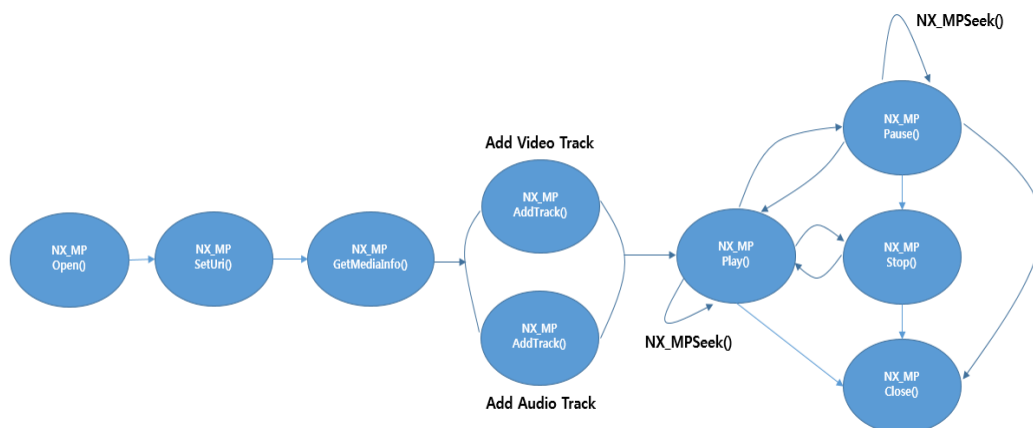 NX_MPSeek()
NX_MP
Pause()
Add Video Track
NX_MP
AddTrack()
NX_MP
Open()
NX_MP
SetUri()
NX_MP
GetMediaInfo()
NX_MP
Play()
NX_MP
Stop()
NX_MP
AddTrack()
NX_MPSeek()
NX_MP
Close()
Add Audio Track